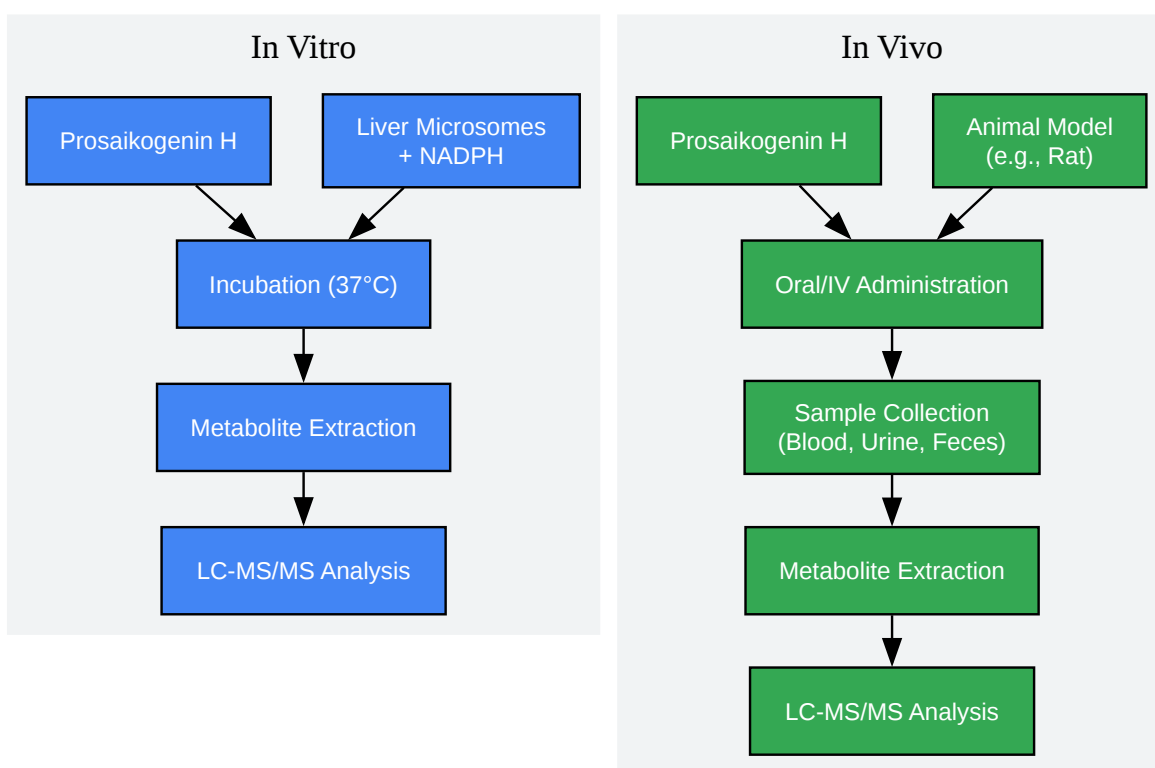 In Vitro
Prosaikogenin H
Liver Microsomes
+ NADPH
Incubation (37°C)
Metabolite Extraction
LC-MS/MS Analysis
In Vivo
Prosaikogenin H
Animal Model
(e.g., Rat)
Oral/IV Administration
Sample Collection
(Blood, Urine, Feces)
Metabolite Extraction
LC-MS/MS Analysis